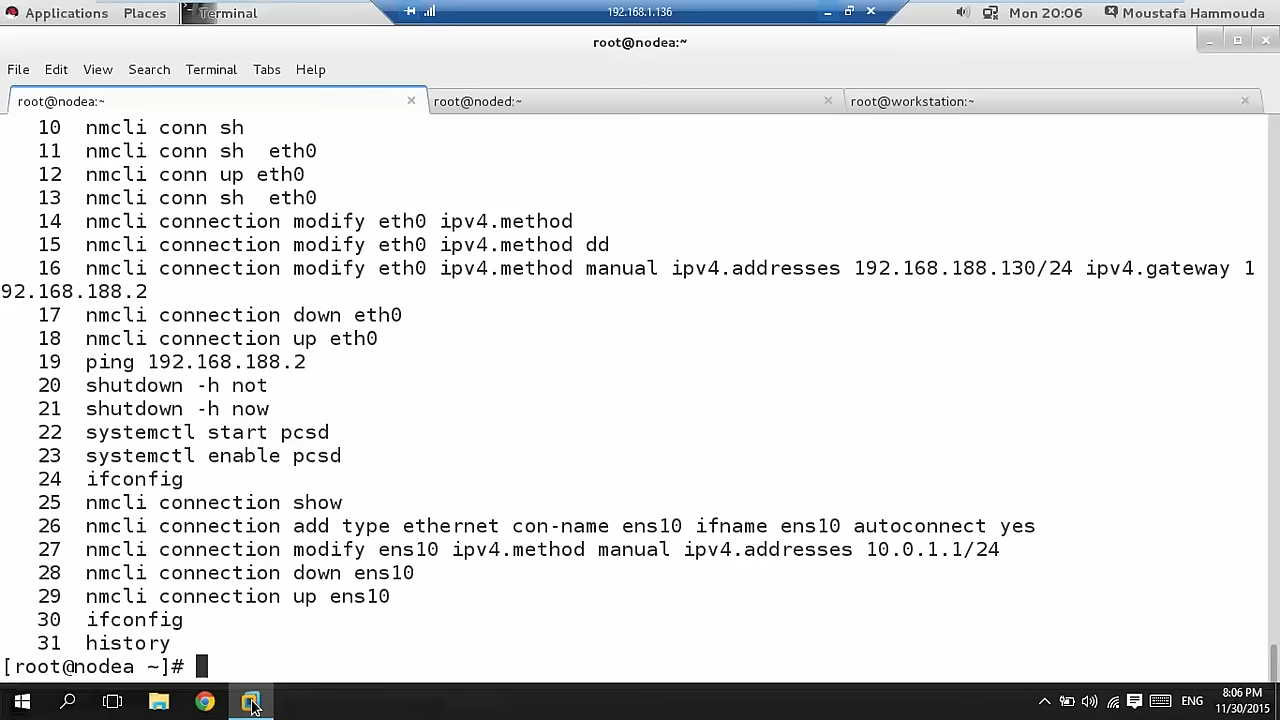 Applications Places Terminal 192.168.1.136 Mon 20:06 Moustafa Hammouda
root@nodea:~
File Edit View Search Terminal Tabs Help
root@nodea:~ root@noded:~ root@workstation:~
10 nmcli conn sh
11 nmcli conn sh eth0
12 nmcli conn up eth0
13 nmcli conn sh eth0
14 nmcli connection modify eth0 ipv4.method
15 nmcli connection modify eth0 ipv4.method dd
16 nmcli connection modify eth0 ipv4.method manual ipv4.addresses 192.168.188.130/24 ipv4.gateway 1
92.168.188.2
17 nmcli connection down eth0
18 nmcli connection up eth0
19 ping 192.168.188.2
20 shutdown -h not
21 shutdown -h now
22 systemctl start pcsd
23 systemctl enable pcsd
24 ifconfig
25 nmcli connection show
26 nmcli connection add type ethernet con-name ens10 ifname ens10 autoconnect yes
27 nmcli connection modify ens10 ipv4.method manual ipv4.addresses 10.0.1.1/24
28 nmcli connection down ens10
29 nmcli connection up ens10
30 ifconfig
31 history
[root@nodea ~]#
ENG 8:06 PM
11/30/2015